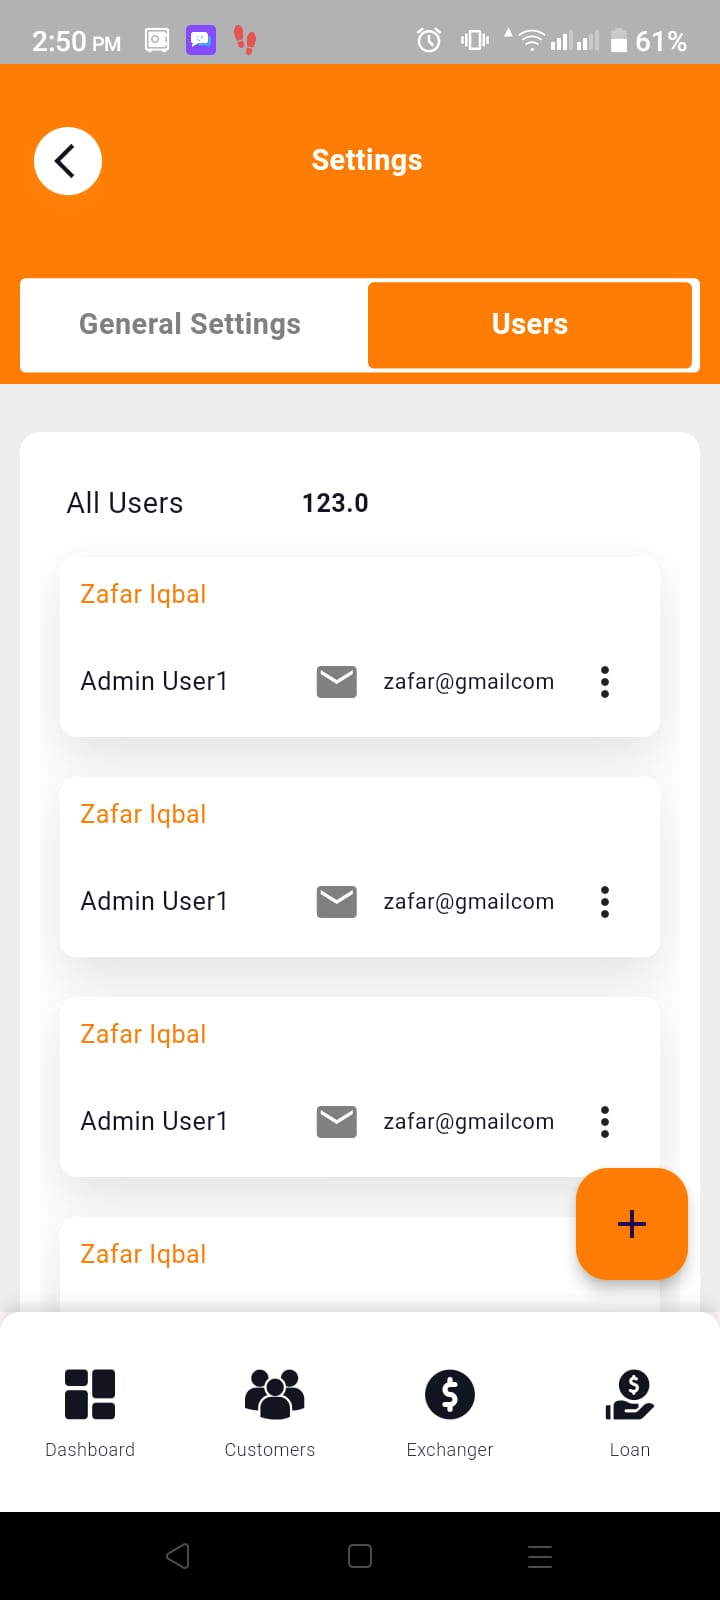 2:50 PM 61%
Settings
General Settings Users
All Users 123.0
Zafar Iqbal
Admin User1 zafar@gmailcom
Zafar Iqbal
Admin User1 zafar@gmailcom
Zafar Iqbal
Admin User1 zafar@gmailcom
Zafar Iqbal
Dashboard Customers Exchanger Loan